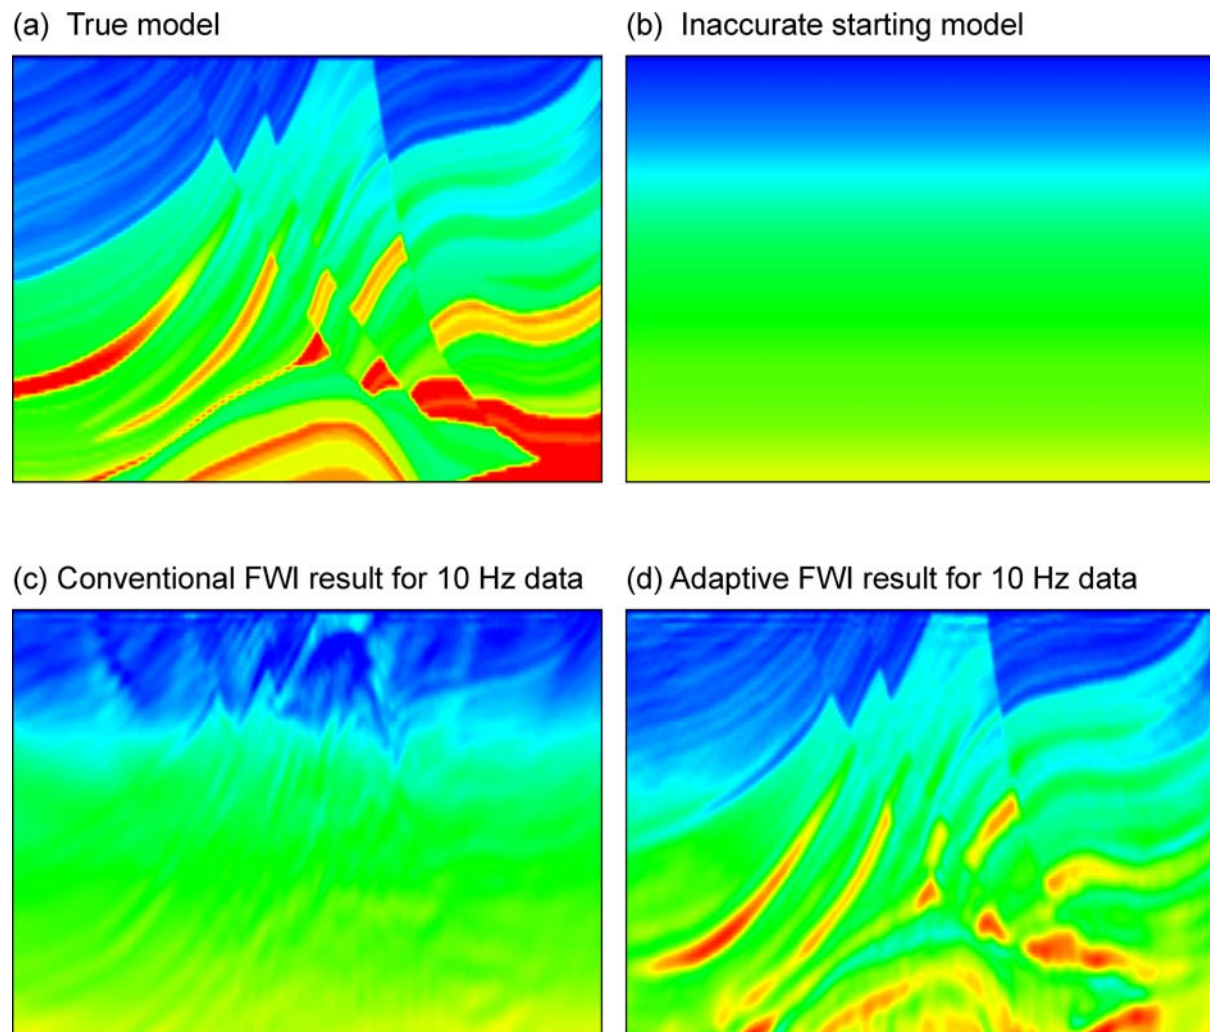 (a) True model
(b) Inaccurate starting model
(c) Conventional FWI result for 10 Hz data
(d) Adaptive FWI result for 10 Hz data